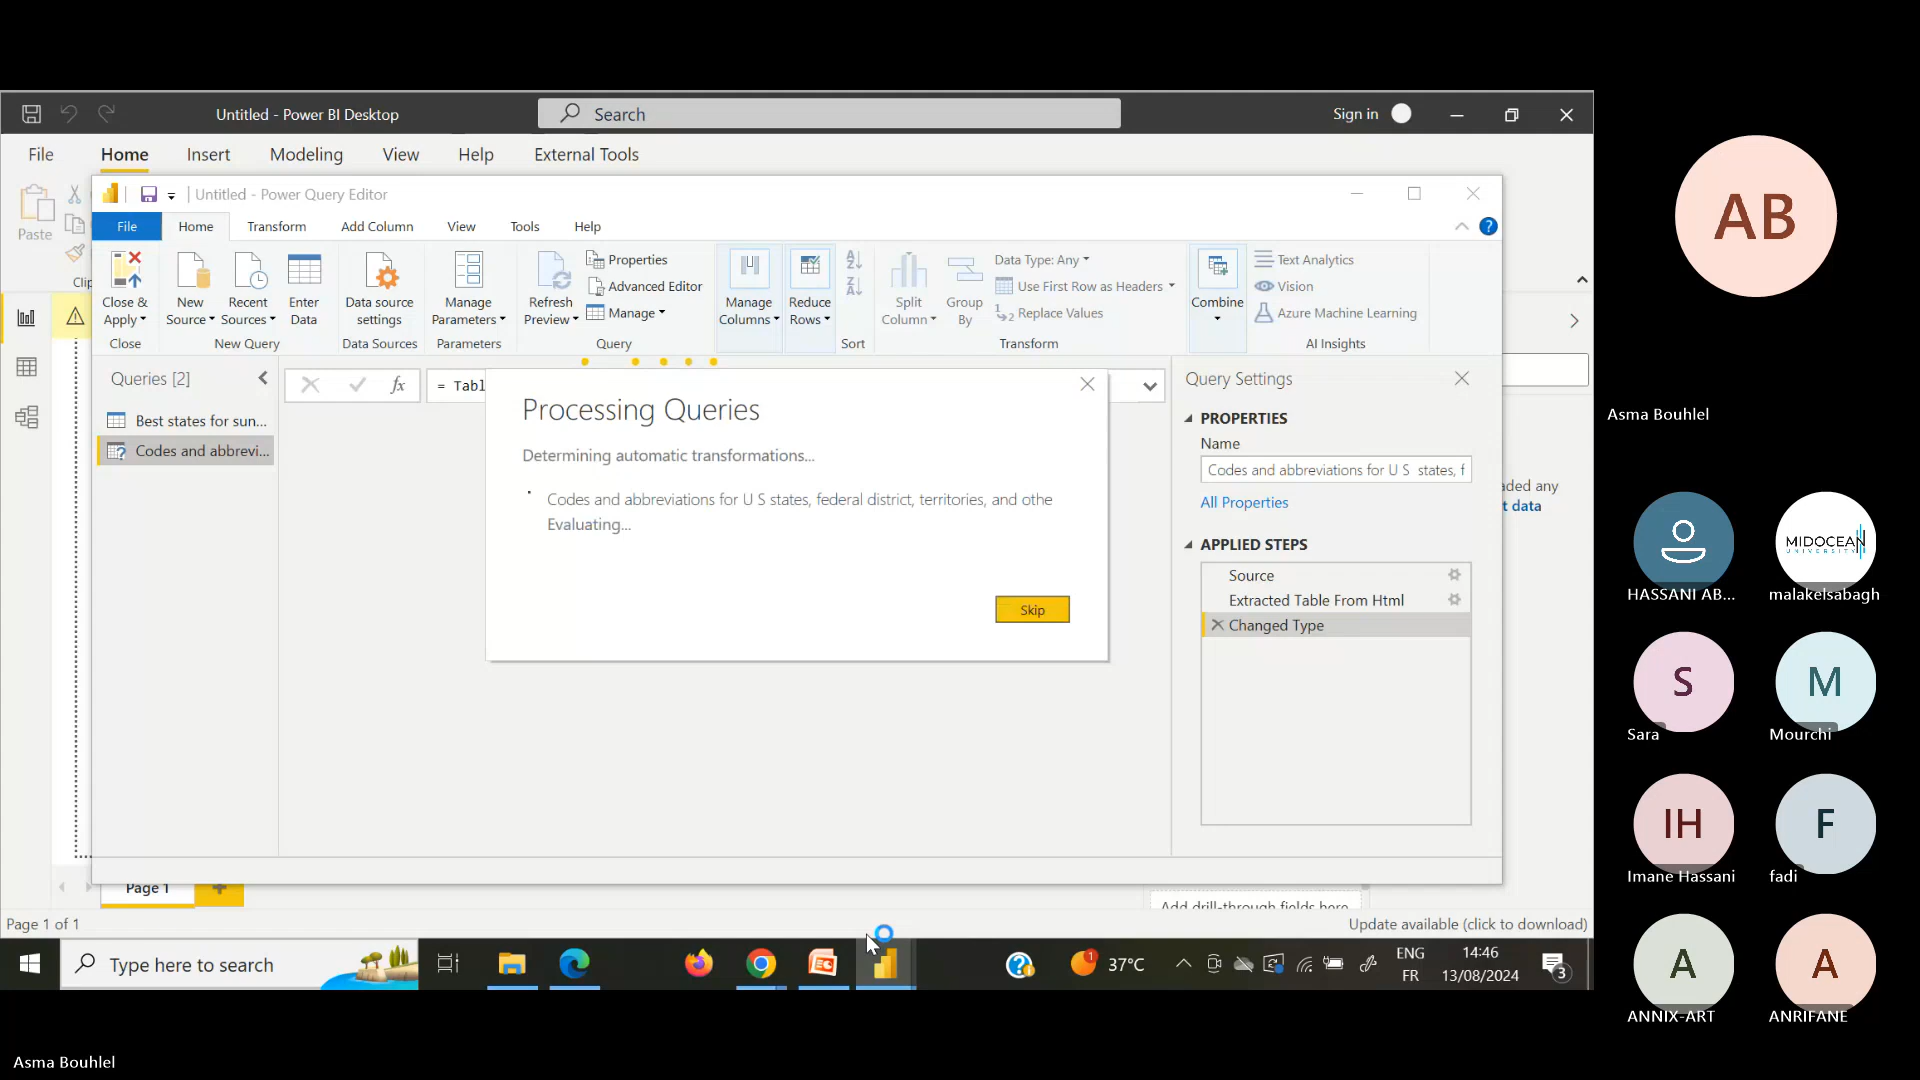 Untitled - Power BI Desktop
Search
Sign in
File
Home
Insert
Modeling
View
Help
External Tools
Paste
Untitled - Power Query Editor
File
Home
Transform
Add Column
View
Tools
Help
Close & Apply
Close
New Source
Recent Sources
Enter Data
New Query
Data source settings
Data Sources
Manage Parameters
Parameters
Refresh Preview
Properties
Advanced Editor
Manage
Query
Manage Columns
Reduce Rows
Sort
Split Column
Group By
Data Type: Any
Use First Row as Headers
Replace Values
Transform
Combine
Text Analytics
Vision
Azure Machine Learning
AI Insights
Queries [2]
Best states for sun...
Codes and abbrevi...
fx
= Tabl
Processing Queries
Determining automatic transformations...
Codes and abbreviations for U S states, federal district, territories, and othe
Evaluating...
Skip
Query Settings
PROPERTIES
Name
Codes and abbreviations for U S states, f
All Properties
APPLIED STEPS
Source
Extracted Table From Html
Changed Type
aded any
t data
Page 1
Add drill-through fields here
Page 1 of 1
Update available (click to download)
Type here to search
1
37°C
ENG
FR
14:46
13/08/2024
3
AB
Asma Bouhlel
MIDOCEAN
UNIVERSITY
HASSANI AB...
malakelsabagh
S
M
Sara
Mourchi
IH
F
Imane Hassani
fadi
A
A
ANNIX-ART
ANRIFANE
Asma Bouhlel